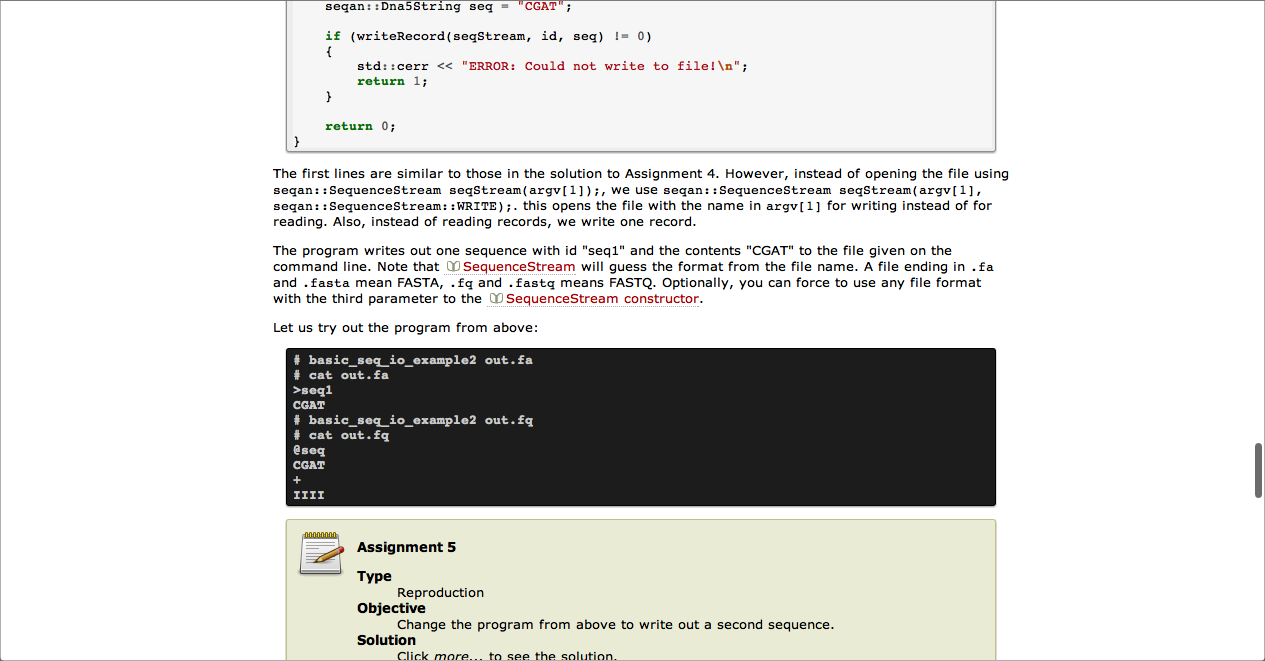 seqan::Dna5String seq = "CGAT";
if (writeRecord(seqStream, id, seq) != 0)
{
std::cerr << "ERROR: Could not write to file!\n";
return 1;
}
return 0;
}
The first lines are similar to those in the solution to Assignment 4. However, instead of opening the file using
seqan::SequenceStream seqStream(argv[1]);, we use seqan::SequenceStream seqStream(argv[1],
seqan::SequenceStream::WRITE);. this opens the file with the name in argv[1] for writing instead of for
reading. Also, instead of reading records, we write one record.
The program writes out one sequence with id "seq1" and the contents "CGAT" to the file given on the
command line. Note that SequenceStream will guess the format from the file name. A file ending in .fa
and .fasta mean FASTA, .fq and .fastq means FASTQ. Optionally, you can force to use any file format
with the third parameter to the SequenceStream constructor.
Let us try out the program from above:
# basic_seq_io_example2 out.fa
# cat out.fa
>seq1
CGAT
# basic_seq_io_example2 out.fq
# cat out.fq
@seq
CGAT
+
IIII
Assignment 5
Type
Reproduction
Objective
Change the program from above to write out a second sequence.
Solution
Click more... to see the solution.